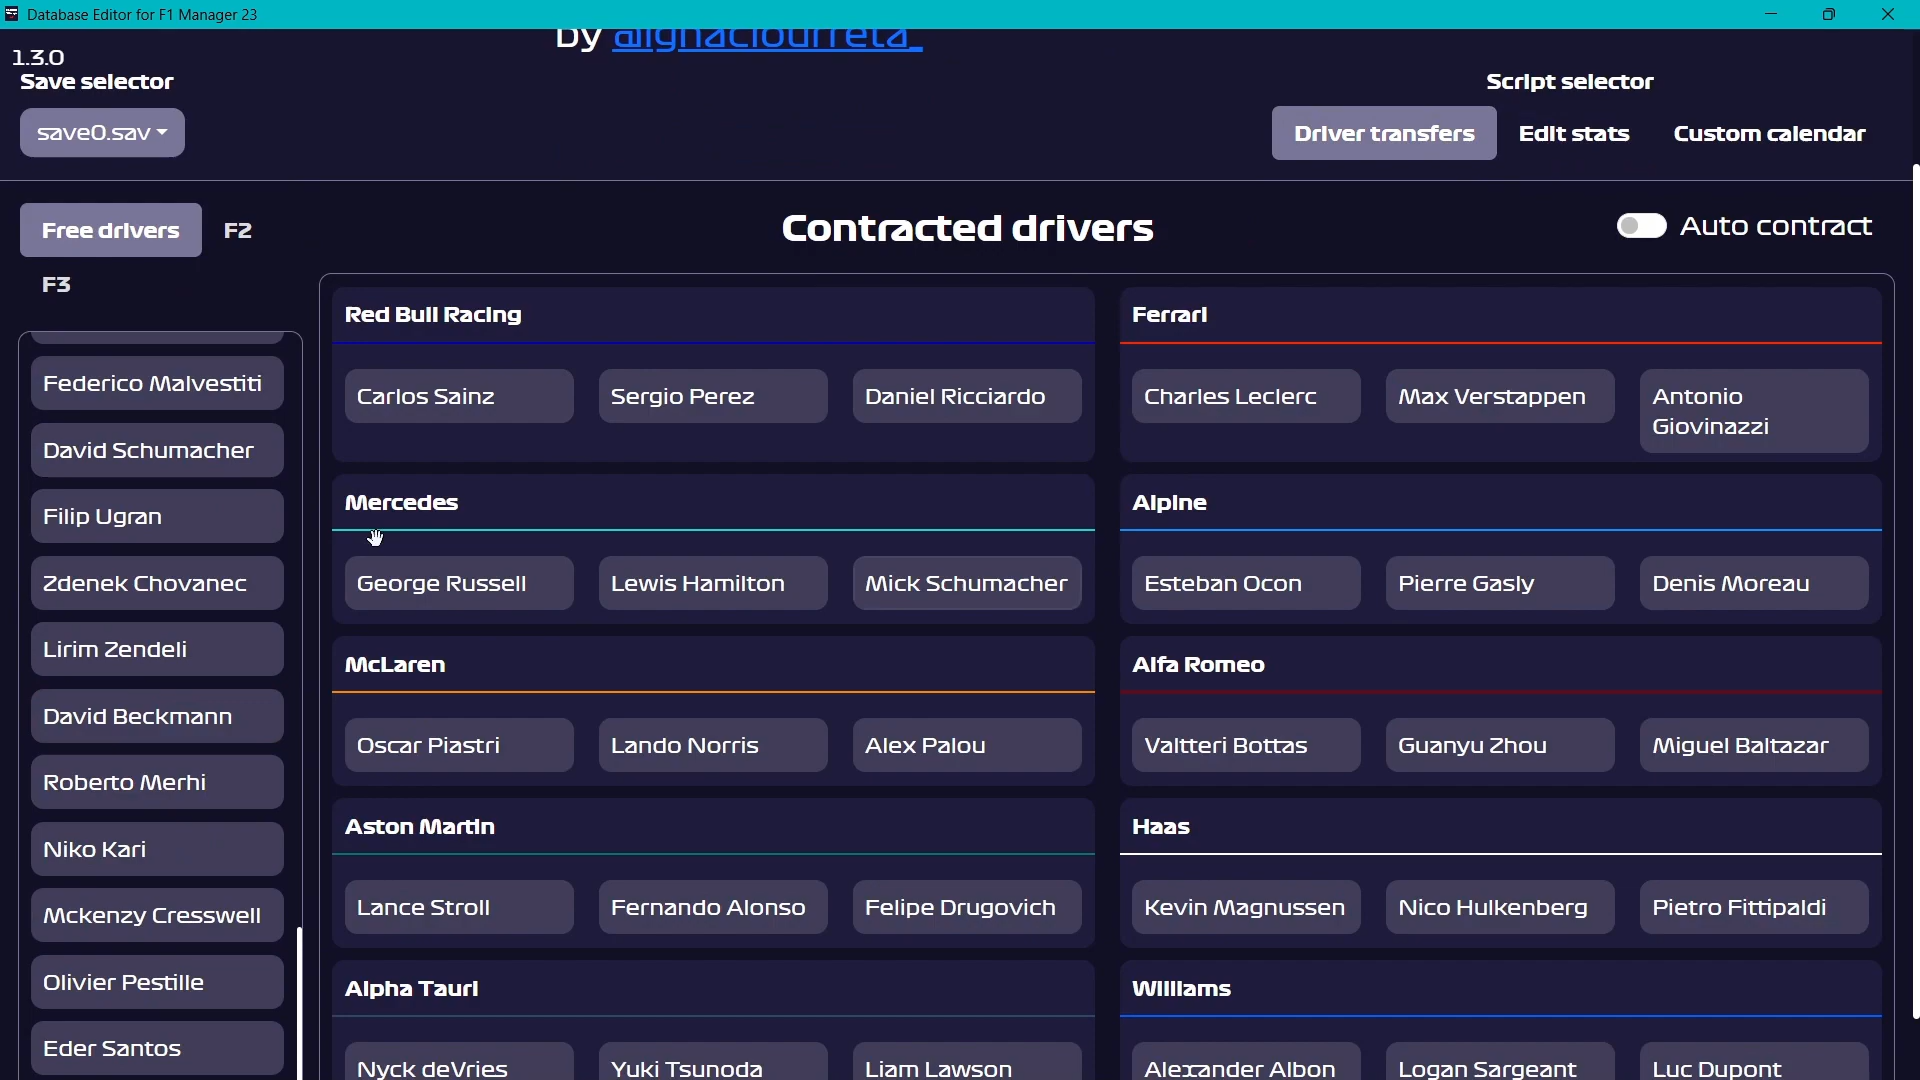 Database Editor for F1 Manager 23
by alignaciourreta_
1.3.0
Save selector
save0.sav
Script selector
Driver transfers
Edit stats
Custom calendar
Free drivers
F2
F3
Contracted drivers
Auto contract
Federico Malvestiti
David Schumacher
Filip Ugran
Zdenek Chovanec
Lirim Zendeli
David Beckmann
Roberto Merhi
Niko Kari
Mckenzy Cresswell
Olivier Pestille
Eder Santos
Red Bull Racing
Carlos Sainz
Sergio Perez
Daniel Ricciardo
Ferrari
Charles Leclerc
Max Verstappen
Antonio
Giovinazzi
Mercedes
George Russell
Lewis Hamilton
Mick Schumacher
Alpine
Esteban Ocon
Pierre Gasly
Denis Moreau
McLaren
Oscar Piastri
Lando Norris
Alex Palou
Alfa Romeo
Valtteri Bottas
Guanyu Zhou
Miguel Baltazar
Aston Martin
Lance Stroll
Fernando Alonso
Felipe Drugovich
Haas
Kevin Magnussen
Nico Hulkenberg
Pietro Fittipaldi
Alpha Tauri
Nyck deVries
Yuki Tsunoda
Liam Lawson
Williams
Alexander Albon
Logan Sargeant
Luc Dupont